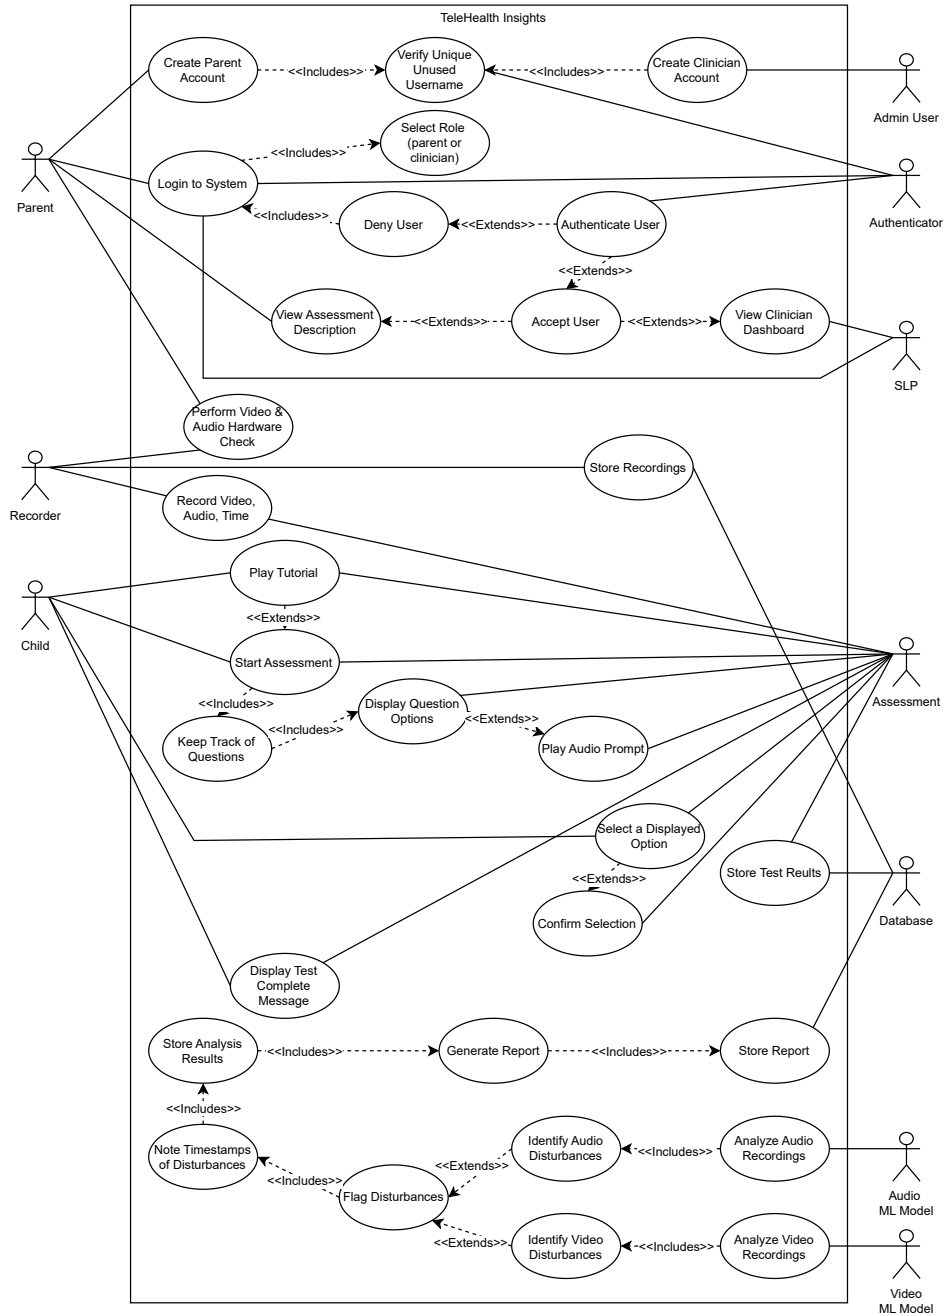 TeleHealth Insights
Create Parent
Account
<<Includes>>
Verify Unique
Unused
Username
<<Includes>>
Create Clinician
Account
Admin User
Select Role
(parent or
clinician)
<<Includes>>
Parent
Login to System
Authenticator
<<Includes>>
Deny User
<<Extends>>
Authenticate User
<<Extends>>
View Assessment
Description
<<Extends>>
Accept User
<<Extends>>
View Clinician
Dashboard
SLP
Perform Video &
Audio Hardware
Check
Recorder
Store Recordings
Record Video,
Audio, Time
Play Tutorial
<<Extends>>
Child
Start Assessment
<<Includes>>
Assessment
Display Question
Options
<<Extends>>
Keep Track of
Questions
<<Includes>>
Play Audio Prompt
Select a Displayed
Option
<<Extends>>
Store Test Reults
Database
Confirm Selection
Display Test
Complete
Message
Store Analysis
Results
<<Includes>>
Generate Report
<<Includes>>
Store Report
<<Includes>>
Note Timestamps
of Disturbances
<<Includes>>
Flag Disturbances
<<Extends>>
Identify Audio
Disturbances
<<Includes>>
Analyze Audio
Recordings
Audio
ML Model
<<Extends>>
Identify Video
Disturbances
<<Includes>>
Analyze Video
Recordings
Video
ML Model